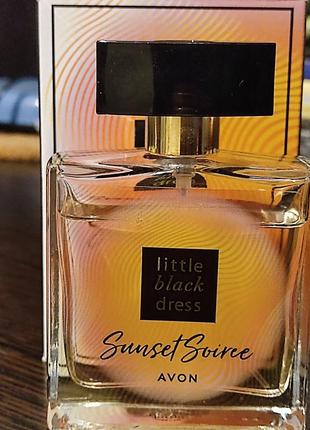 little
black
dress
Sunset Soiree
AVON